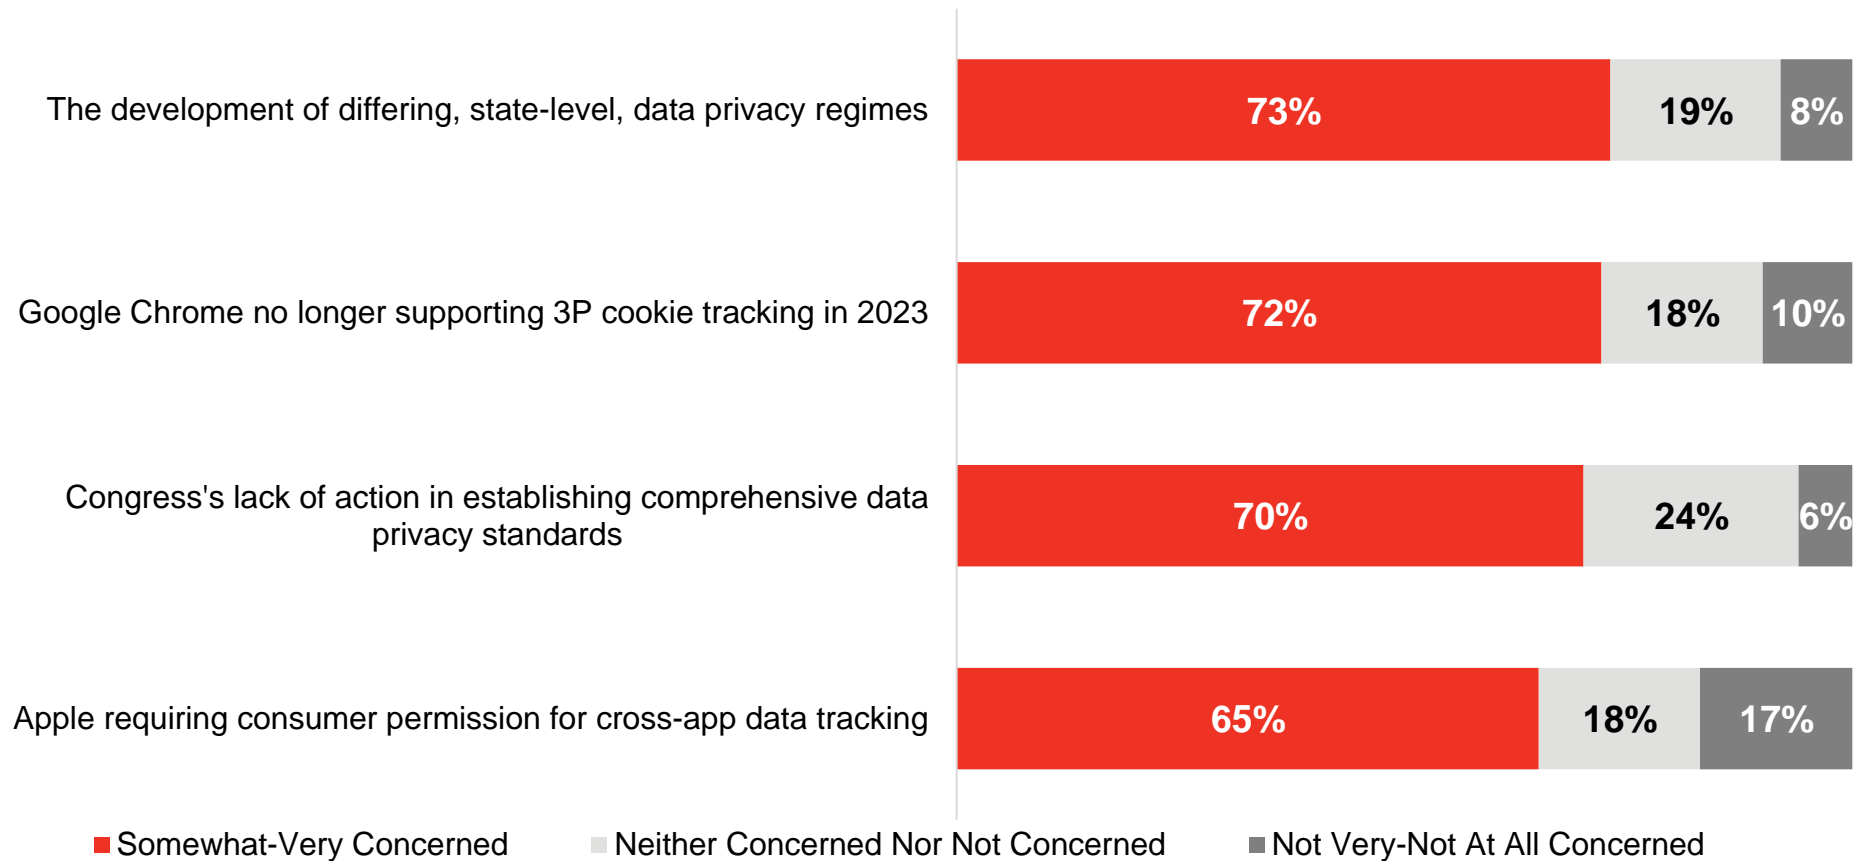 The development of differing, state-level, data privacy regimes
73%
19%
8%
Google Chrome no longer supporting 3P cookie tracking in 2023
72%
18%
10%
Congress's lack of action in establishing comprehensive data
privacy standards
70%
24%
6%
Apple requiring consumer permission for cross-app data tracking
65%
18%
17%
Somewhat-Very Concerned
Neither Concerned Nor Not Concerned
Not Very-Not At All Concerned